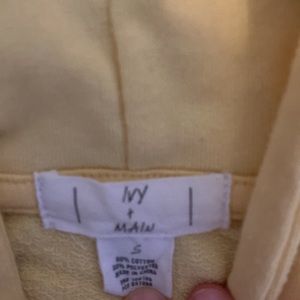 IVY
+
MAIN
S
60% COTTON
40% POLYESTER
MADE IN CHINA